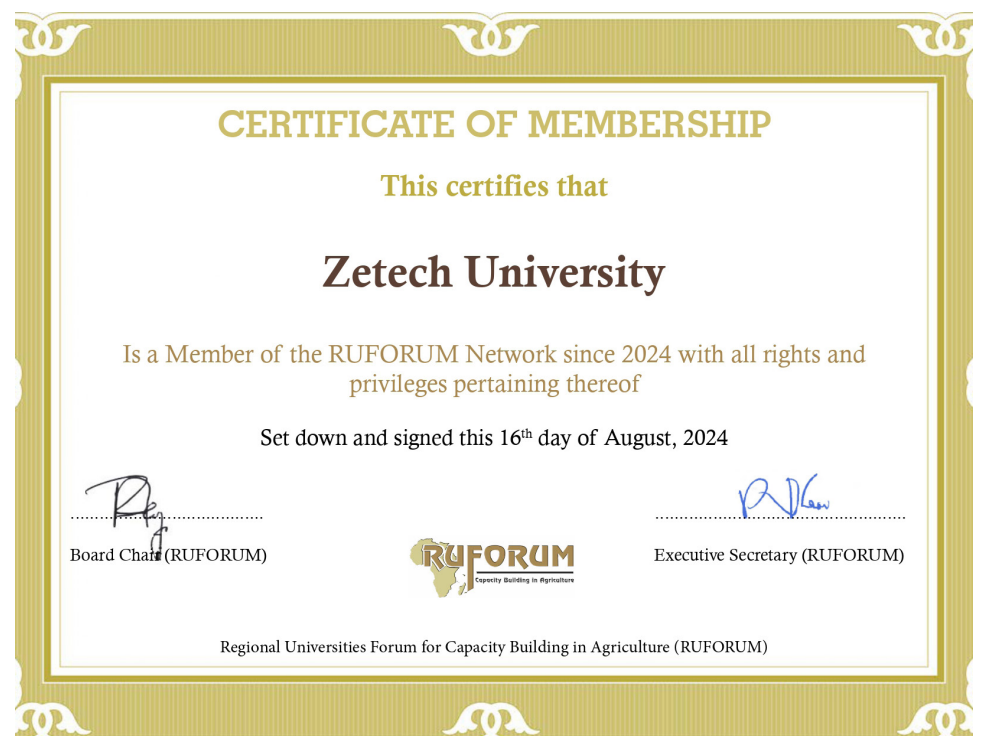 CERTIFICATE OF MEMBERSHIP
This certifies that
Zetech University
Is a Member of the RUFORUM Network since 2024 with all rights and
privileges pertaining thereof
Set down and signed this 16th day of August, 2024
Board Chair (RUFORUM)
Executive Secretary (RUFORUM)
RUFORUM
Capacity Building in Agriculture
Regional Universities Forum for Capacity Building in Agriculture (RUFORUM)